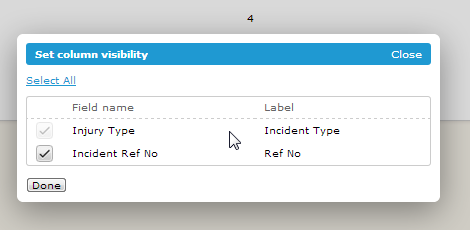 4
Set column visibility Close
Select All
Field name Label
Injury Type Incident Type
Incident Ref No Ref No
Done